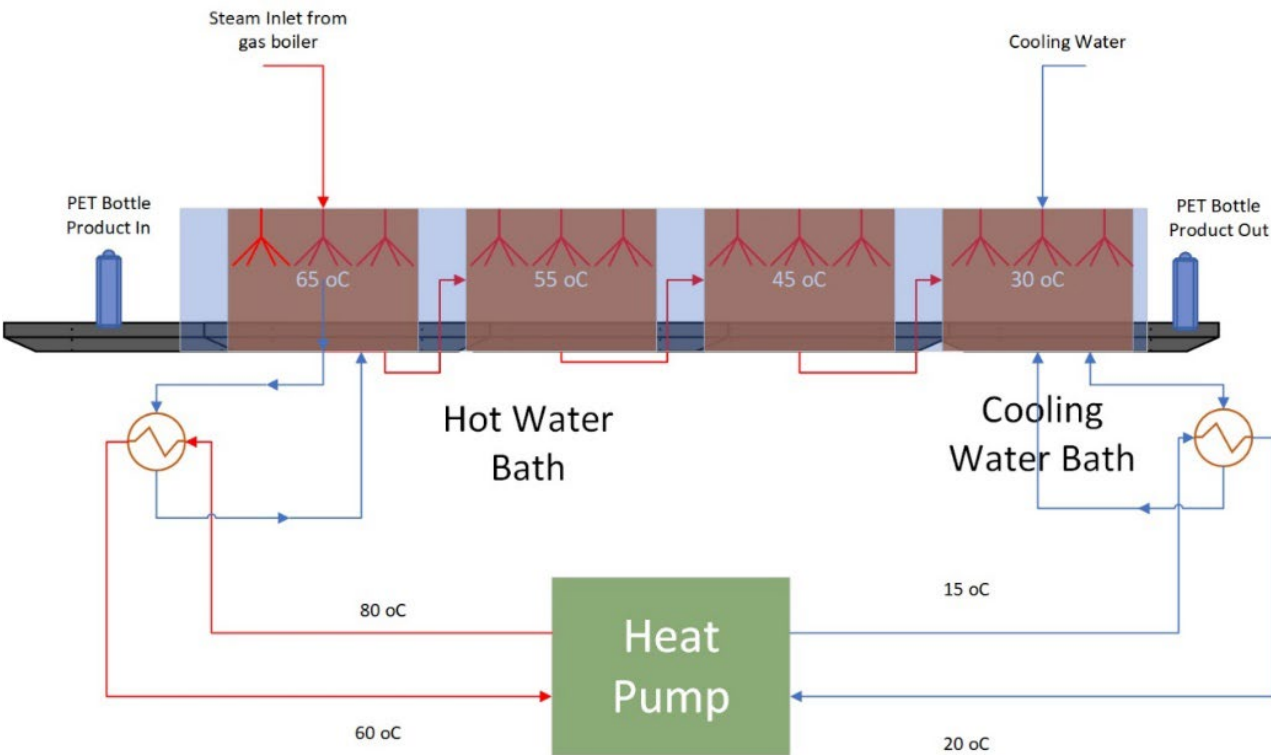 Steam Inlet from
gas boiler
Cooling Water
PET Bottle
Product In
PET Bottle
Product Out
65 oC
55 oC
45 oC
30 oC
Hot Water
Bath
Cooling
Water Bath
80 oC
15 oC
Heat
Pump
60 oC
20 oC